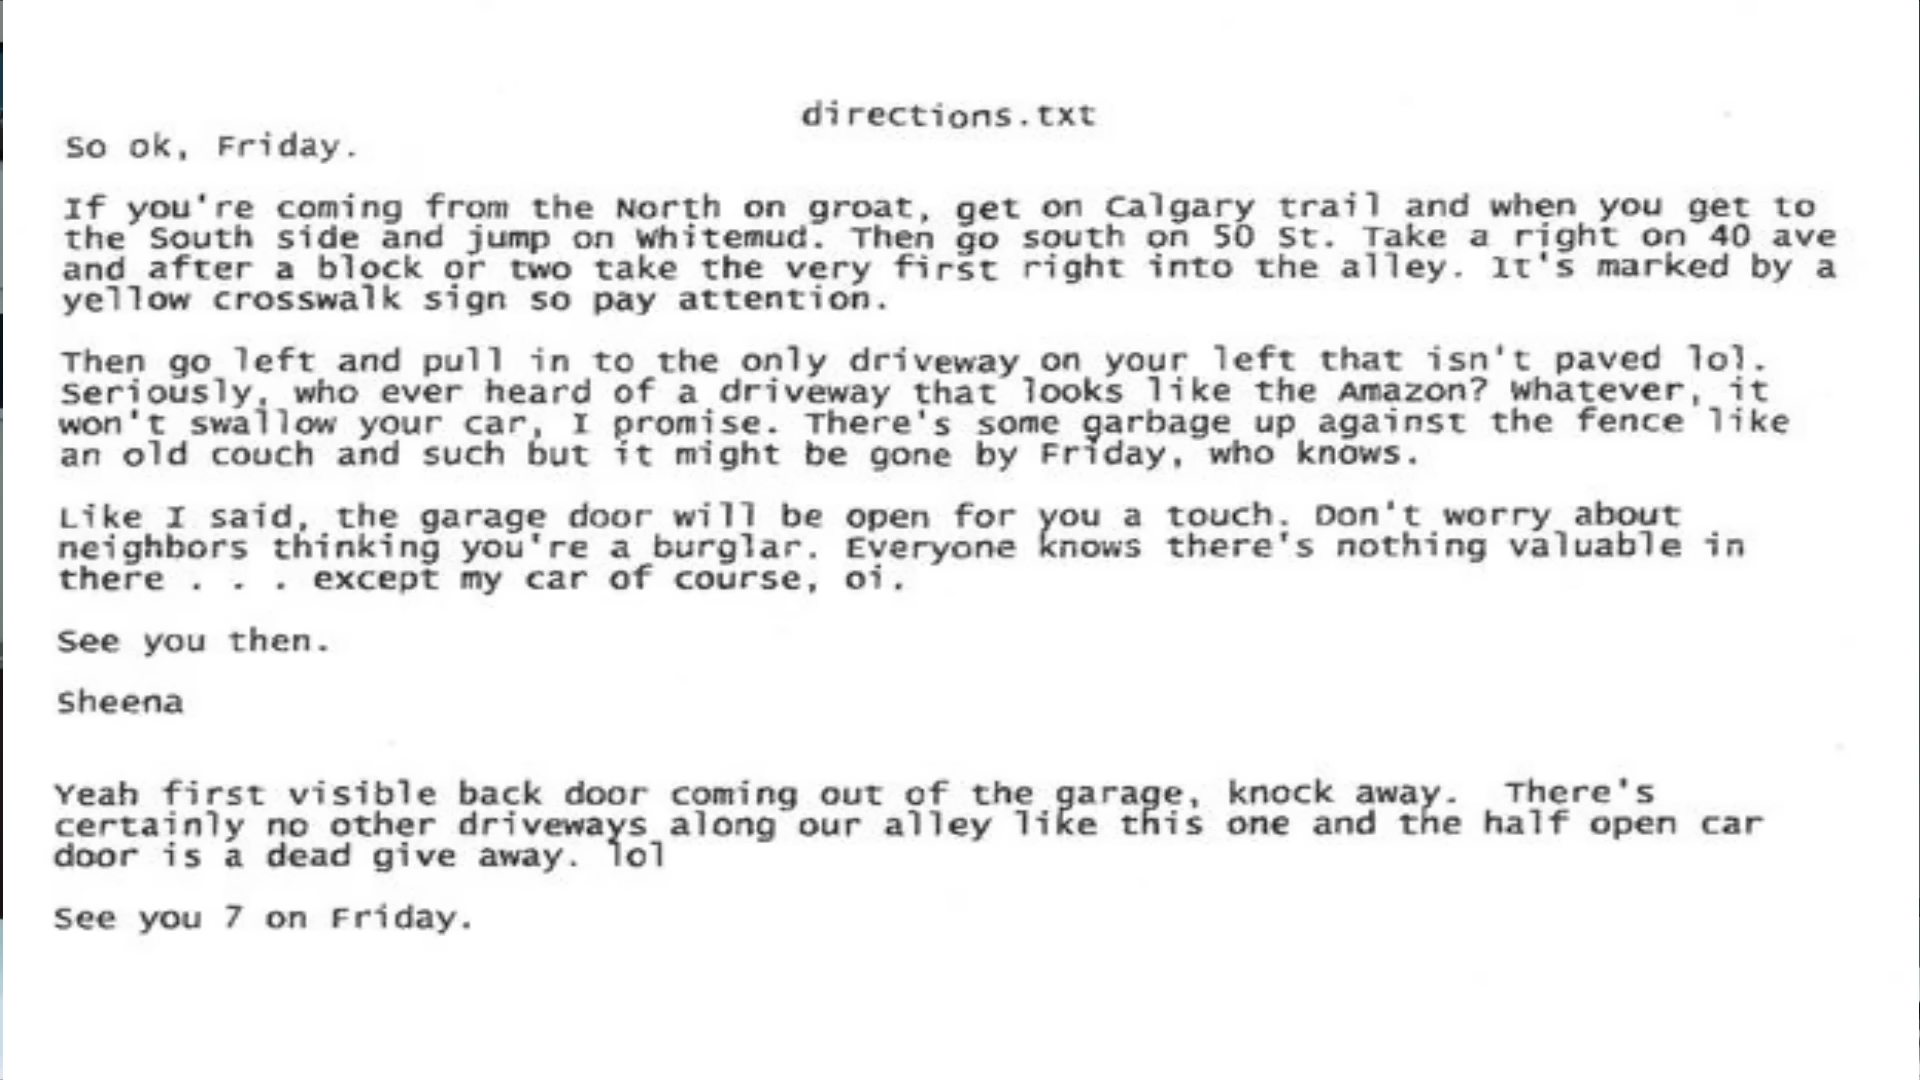 directions.txt
So ok, Friday.
If you're coming from the North on groat, get on Calgary trail and when you get to
the South side and jump on Whitemud. Then go south on 50 St. Take a right on 40 ave
and after a block or two take the very first right into the alley. It's marked by a
yellow crosswalk sign so pay attention.
Then go left and pull in to the only driveway on your left that isn't paved lol.
Seriously, who ever heard of a driveway that looks like the Amazon? Whatever, it
won't swallow your car, I promise. There's some garbage up against the fence like
an old couch and such but it might be gone by Friday, who knows.
Like I said, the garage door will be open for you a touch. Don't worry about
neighbors thinking you're a burglar. Everyone knows there's nothing valuable in
there . . . except my car of course, oi.
See you then.
Sheena
Yeah first visible back door coming out of the garage, knock away.  There's
certainly no other driveways along our alley like this one and the half open car
door is a dead give away. lol
See you 7 on Friday.